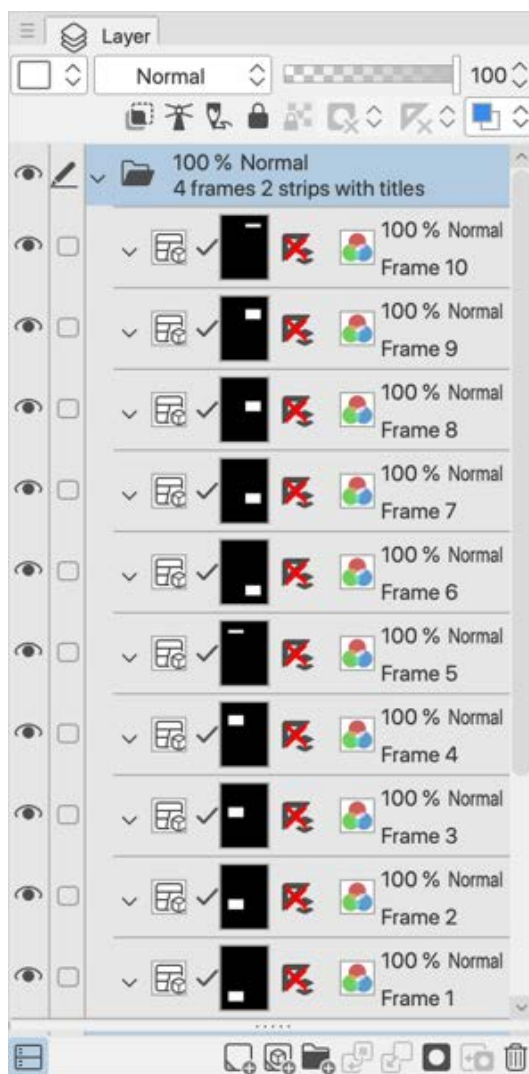 Layer
Normal 100
100 % Normal
4 frames 2 strips with titles
100 % Normal
Frame 10
100 % Normal
Frame 9
100 % Normal
Frame 8
100 % Normal
Frame 7
100 % Normal
Frame 6
100 % Normal
Frame 5
100 % Normal
Frame 4
100 % Normal
Frame 3
100 % Normal
Frame 2
100 % Normal
Frame 1